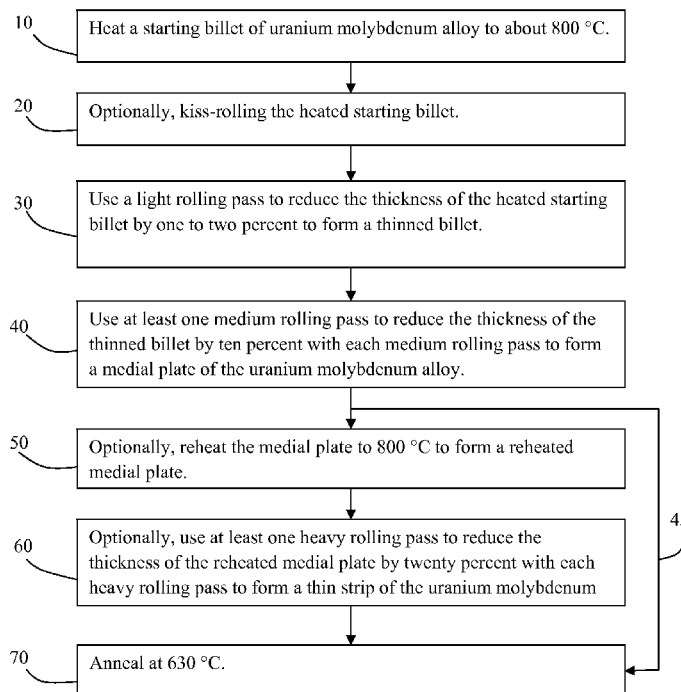 10
Heat a starting billet of uranium molybdenum alloy to about 800 °C.
20
Optionally, kiss-rolling the heated starting billet.
30
Use a light rolling pass to reduce the thickness of the heated starting
billet by one to two percent to form a thinned billet.
40
Use at least one medium rolling pass to reduce the thickness of the
thinned billet by ten percent with each medium rolling pass to form
a medial plate of the uranium molybdenum alloy.
50
Optionally, reheat the medial plate to 800 °C to form a reheated
medial plate.
60
Optionally, use at least one heavy rolling pass to reduce the
thickness of the reheated medial plate by twenty percent with each
heavy rolling pass to form a thin strip of the uranium molybdenum
70
Anneal at 630 °C.